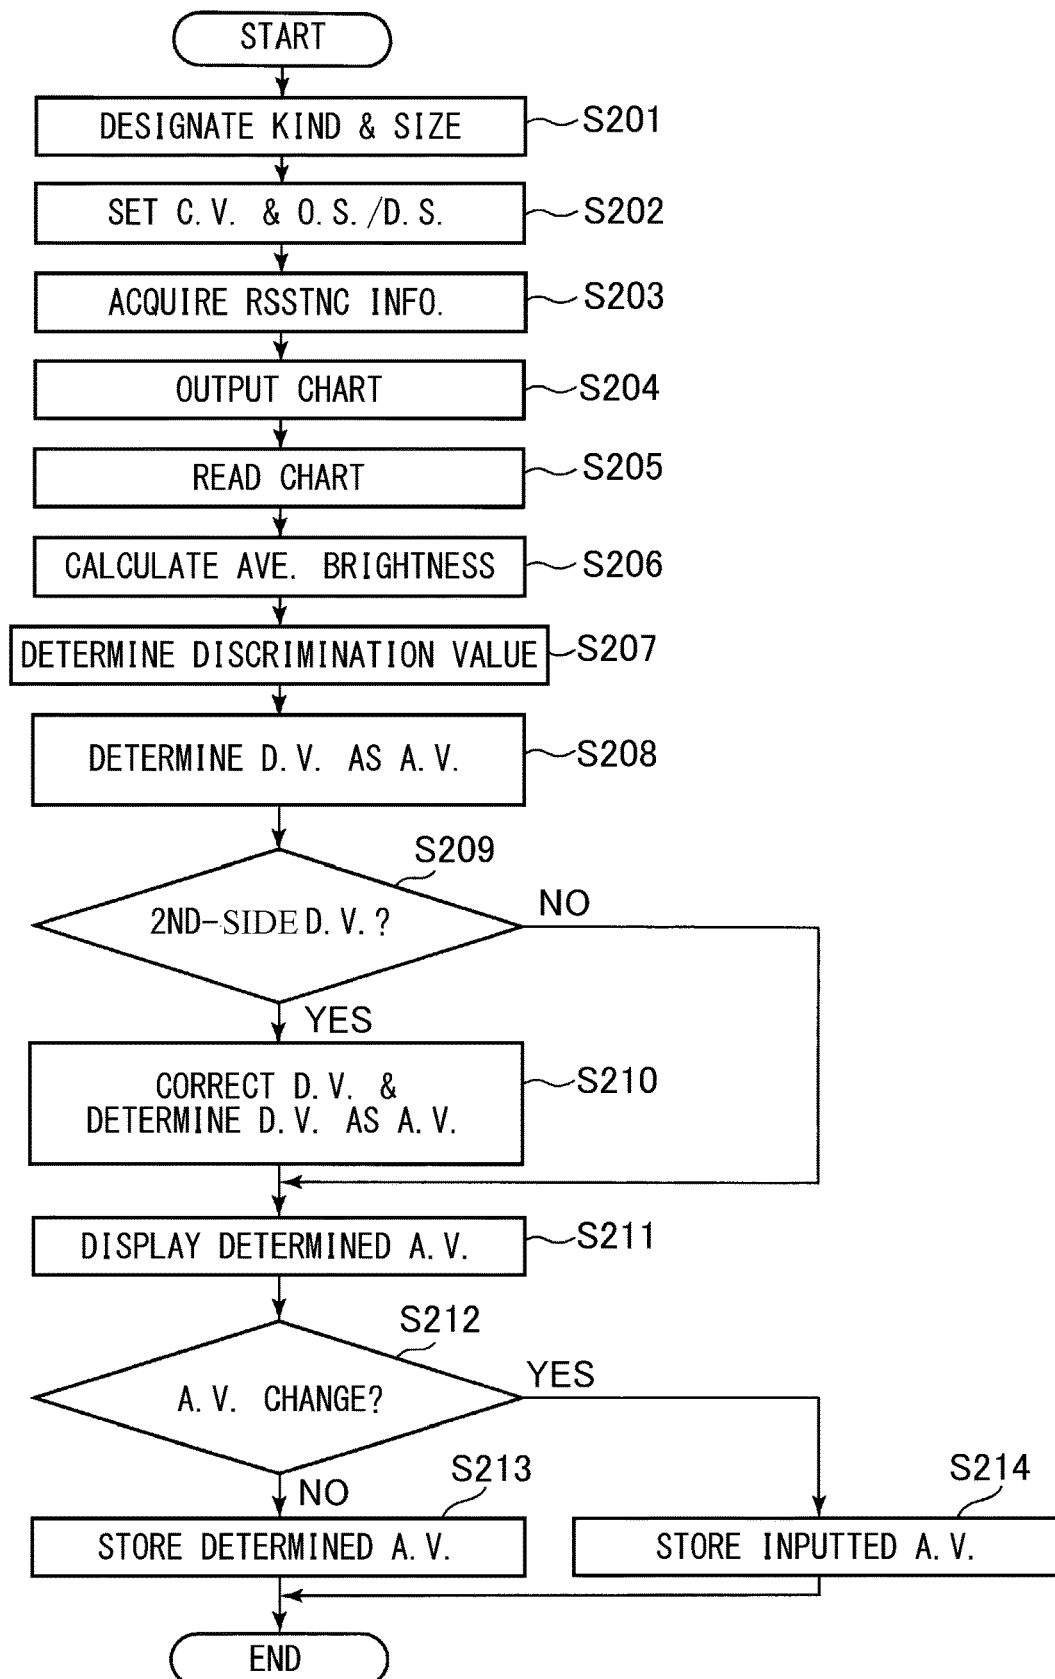 START
DESIGNATE KIND & SIZE
S201
SET C.V. & O.S./D.S.
S202
ACQUIRE RSSTNC INFO.
S203
OUTPUT CHART
S204
READ CHART
S205
CALCULATE AVE. BRIGHTNESS
S206
DETERMINE DISCRIMINATION VALUE
S207
DETERMINE D.V. AS A.V.
S208
S209
2ND-SIDE D.V.?
NO
YES
CORRECT D.V. &
DETERMINE D.V. AS A.V.
S210
DISPLAY DETERMINED A.V.
S211
S212
A.V. CHANGE?
YES
NO
S213
STORE DETERMINED A.V.
S214
STORE INPUTTED A.V.
END